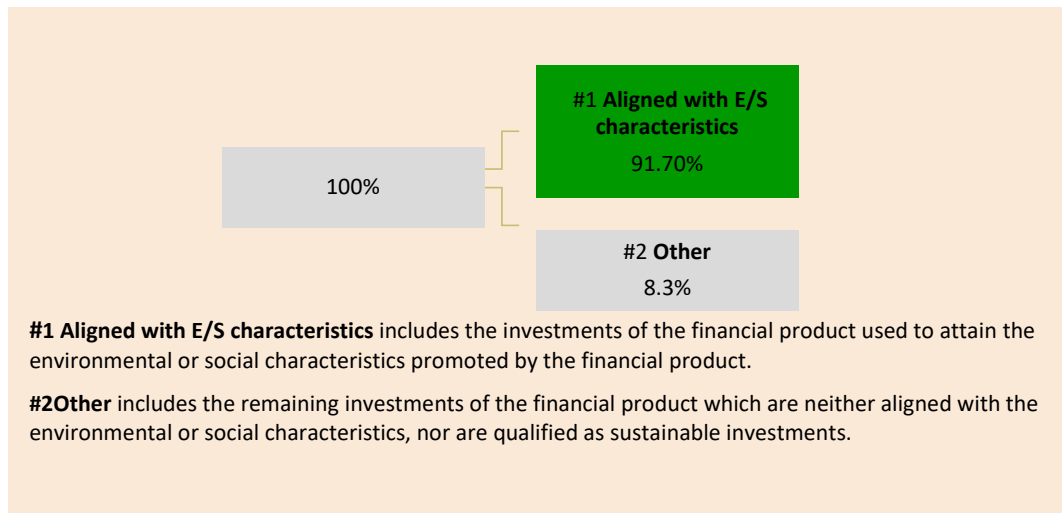 #1 Aligned with E/S
characteristics
91.70%
100%
#2 Other
8.3%
#1 Aligned with E/S characteristics includes the investments of the financial product used to attain the
environmental or social characteristics promoted by the financial product.
#2Other includes the remaining investments of the financial product which are neither aligned with the
environmental or social characteristics, nor are qualified as sustainable investments.